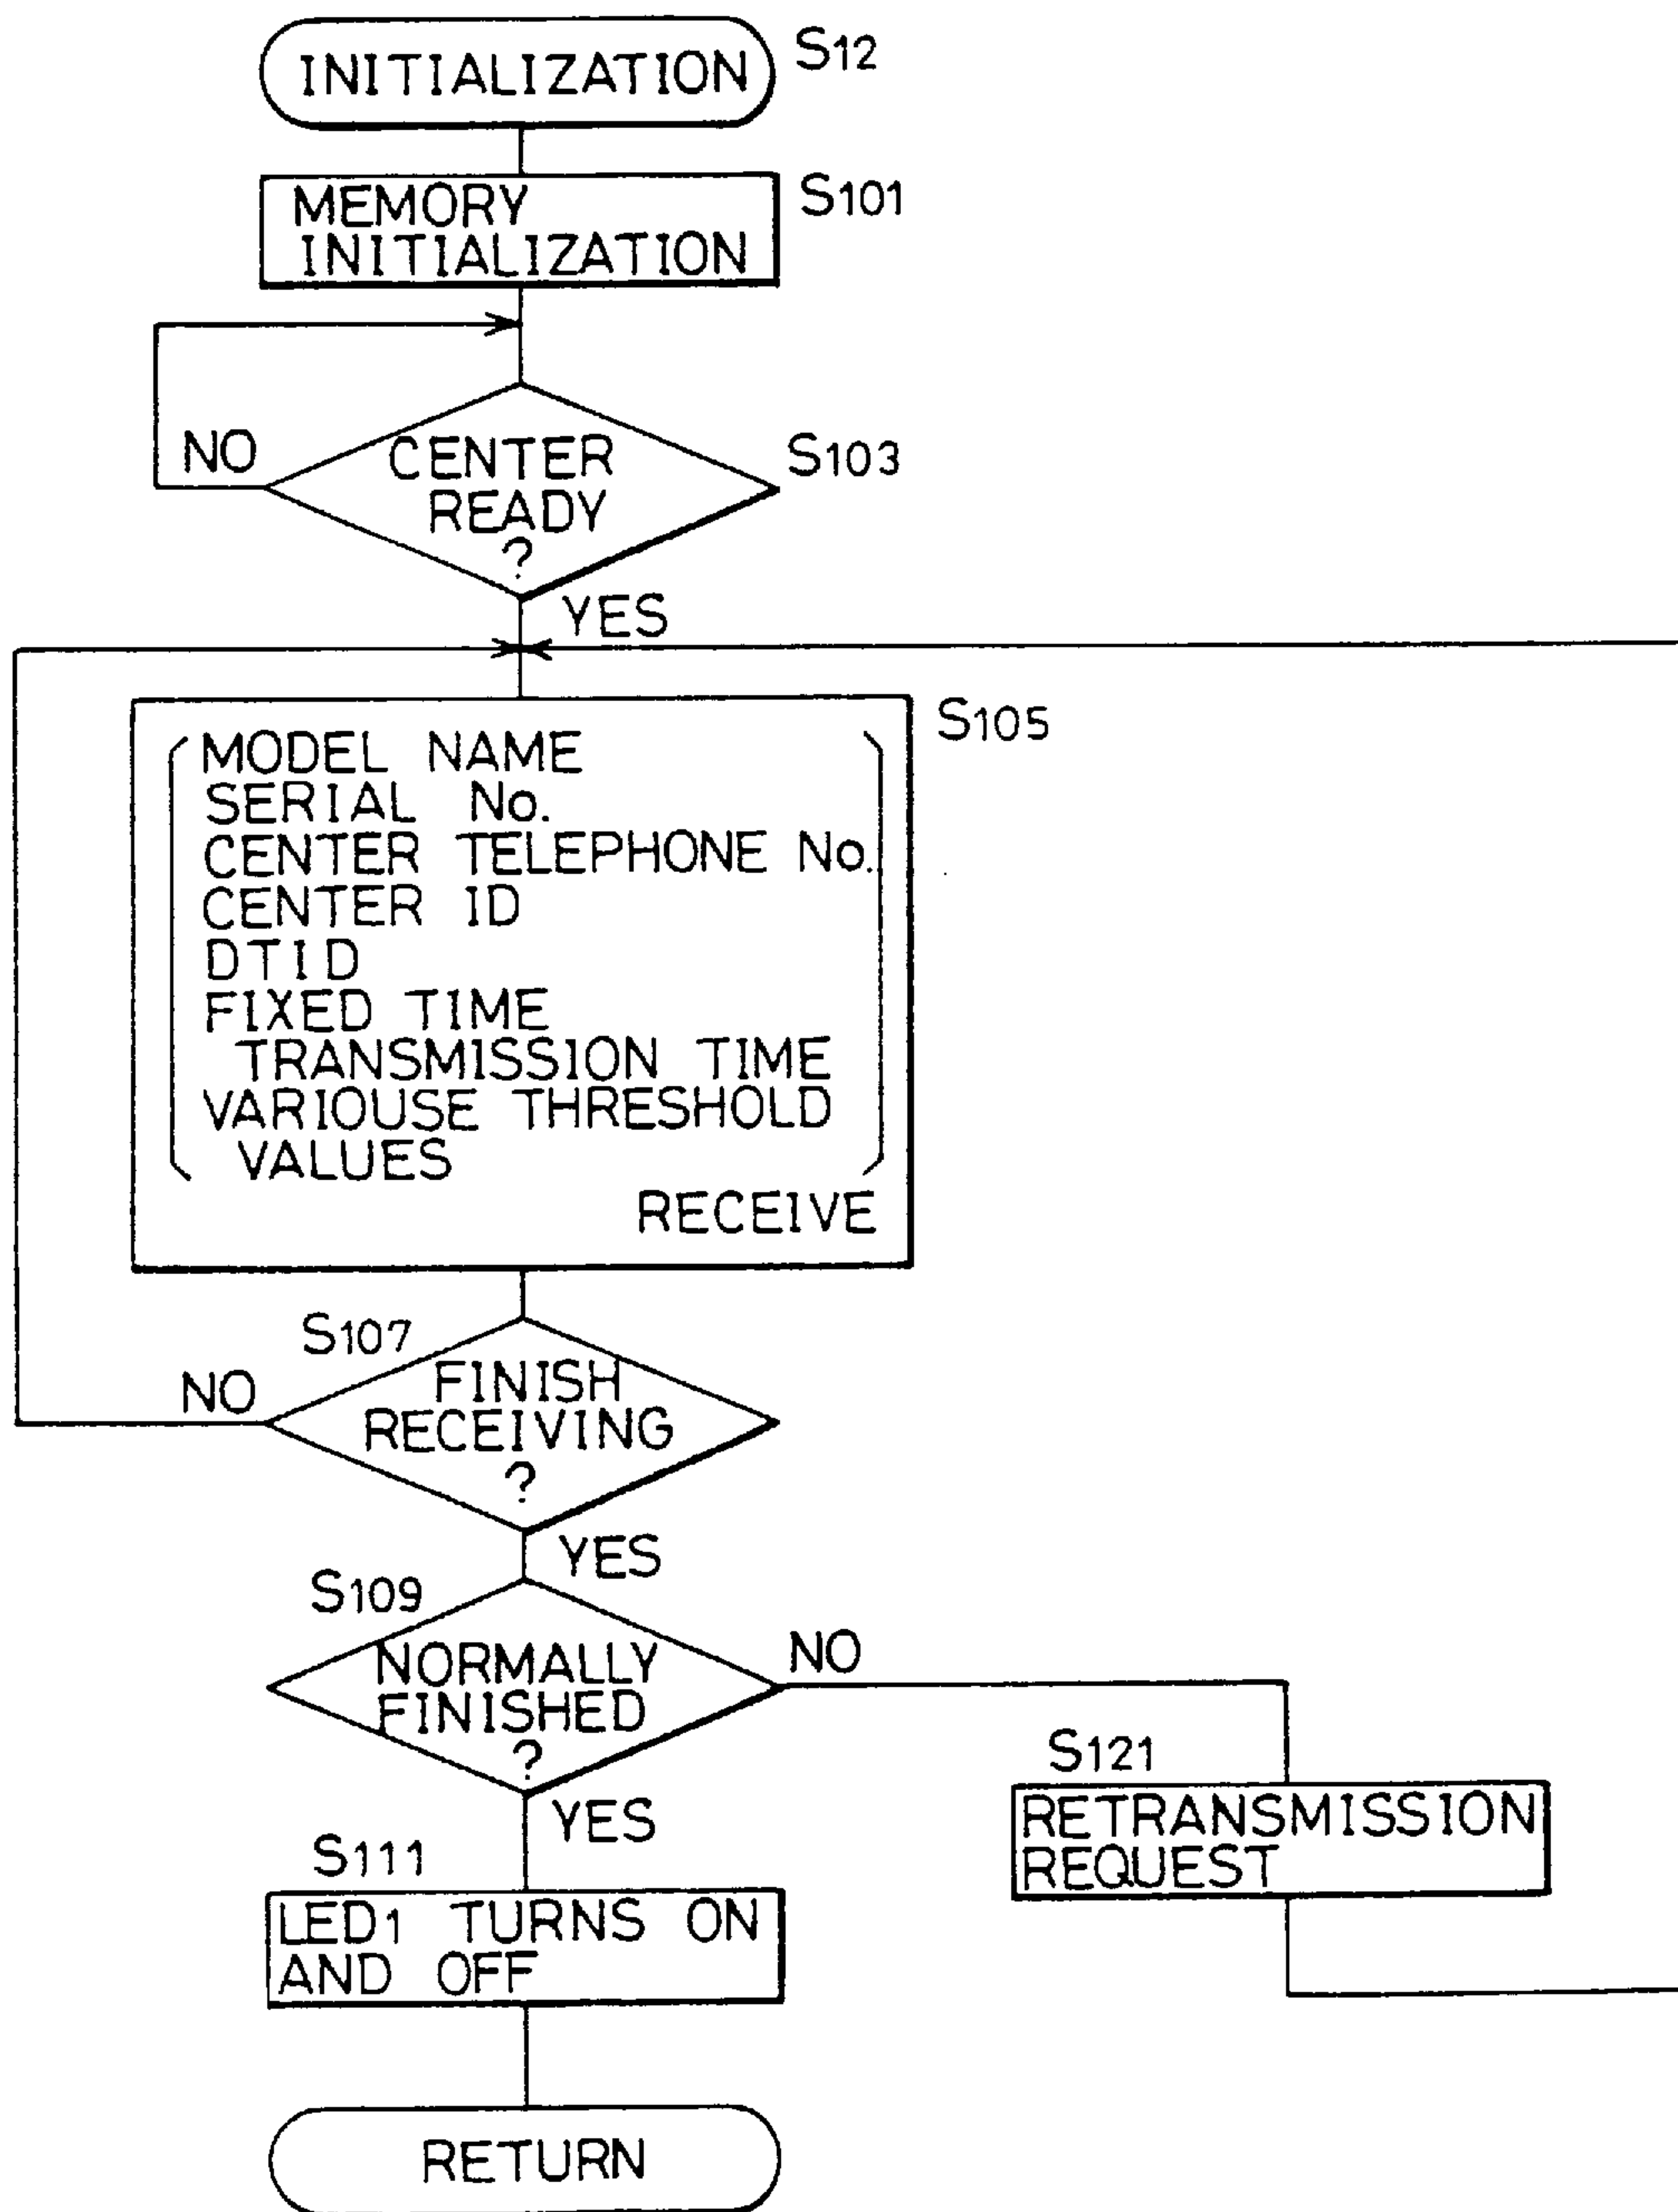 INITIALIZATION S12
MEMORY S101
INITIALIZATION
NO CENTER S103
READY
?
YES
S105
MODEL NAME
SERIAL No.
CENTER TELEPHONE No.
CENTER ID
DTID
FIXED TIME
TRANSMISSION TIME
VARIOUSE THRESHOLD
VALUES
RECEIVE
S107
NO FINISH
RECEIVING
?
YES
S109
NORMALLY NO
FINISHED
?
YES
S121
RETRANSMISSION
REQUEST
S111
LED1 TURNS ON
AND OFF
RETURN